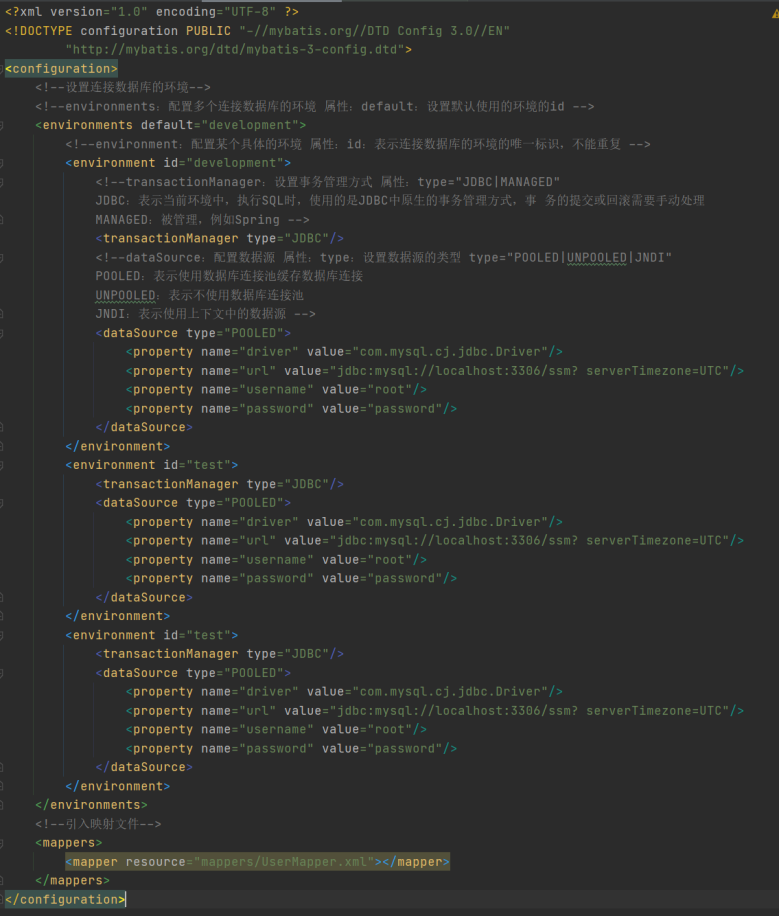 <?xml version="1.0" encoding="UTF-8" ?>
<!DOCTYPE configuration PUBLIC "-//mybatis.org//DTD Config 3.0//EN"
        "http://mybatis.org/dtd/mybatis-3-config.dtd">
<configuration>
    <!--设置连接数据库的环境-->
    <!--environments：配置多个连接数据库的环境 属性：default：设置默认使用的环境的id -->
    <environments default="development">
        <!--environment：配置某个具体的环境 属性：id：表示连接数据库的环境的唯一标识，不能重复 -->
        <environment id="development">
            <!--transactionManager：设置事务管理方式 属性：type="JDBC|MANAGED"
            JDBC：表示当前环境中，执行SQL时，使用的是JDBC中原生的事务管理方式，事 务的提交或回滚需要手动处理
            MANAGED：被管理，例如Spring -->
            <transactionManager type="JDBC"/>
            <!--dataSource：配置数据源 属性：type：设置数据源的类型 type="POOLED|UNPOOLED|JNDI"
            POOLED：表示使用数据库连接池缓存数据库连接
            UNPOOLED：表示不使用数据库连接池
            JNDI：表示使用上下文中的数据源 -->
            <dataSource type="POOLED">
                <property name="driver" value="com.mysql.cj.jdbc.Driver"/>
                <property name="url" value="jdbc:mysql://localhost:3306/ssm? serverTimezone=UTC"/>
                <property name="username" value="root"/>
                <property name="password" value="password"/>
            </dataSource>
        </environment>
        <environment id="test">
            <transactionManager type="JDBC"/>
            <dataSource type="POOLED">
                <property name="driver" value="com.mysql.cj.jdbc.Driver"/>
                <property name="url" value="jdbc:mysql://localhost:3306/ssm? serverTimezone=UTC"/>
                <property name="username" value="root"/>
                <property name="password" value="password"/>
            </dataSource>
        </environment>
        <environment id="test">
            <transactionManager type="JDBC"/>
            <dataSource type="POOLED">
                <property name="driver" value="com.mysql.cj.jdbc.Driver"/>
                <property name="url" value="jdbc:mysql://localhost:3306/ssm? serverTimezone=UTC"/>
                <property name="username" value="root"/>
                <property name="password" value="password"/>
            </dataSource>
        </environment>
    </environments>
    <!--引入映射文件-->
    <mappers>
        <mapper resource="mappers/UserMapper.xml"></mapper>
    </mappers>
</configuration>